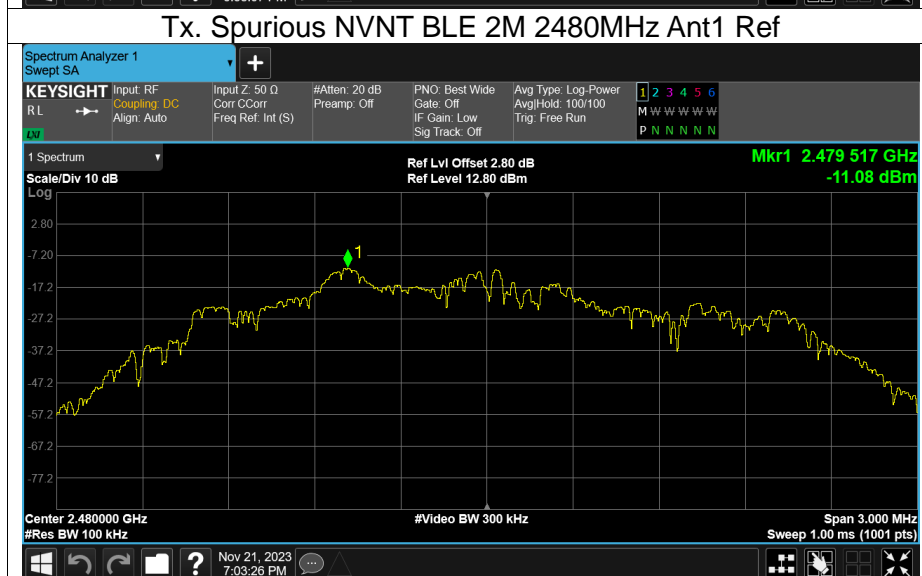 Tx. Spurious NVNT BLE 2M 2480MHz Ant1 Ref
Spectrum Analyzer 1
Swept SA
+
KEYSIGHT Input: RF Input Z: 50 Ω #Atten: 20 dB PNO: Best Wide Avg Type: Log-Power 1 2 3 4 5 6
R L Coupling: DC Corr CCorr Preamp: Off Gate: Off Avg|Hold: 100/100 M W W W W W
Align: Auto Freq Ref: Int (S) IF Gain: Low Trig: Free Run
LXI Sig Track: Off P N N N N N
1 Spectrum Ref Lvl Offset 2.80 dB Mkr1 2.479 517 GHz
Scale/Div 10 dB Ref Level 12.80 dBm -11.08 dBm
Log
2.80
-7.20
1
-17.2
-27.2
-37.2
-47.2
-57.2
-67.2
-77.2
Center 2.480000 GHz #Video BW 300 kHz Span 3.000 MHz
#Res BW 100 kHz Sweep 1.00 ms (1001 pts)
? Nov 21, 2023
7:03:26 PM